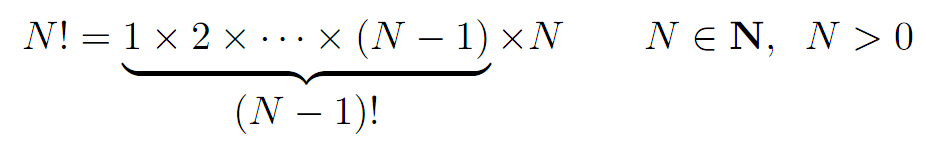 N! = 1 × 2 × ⋯ × (N − 1) × N N ∈ 𝐍, N > 0
(N − 1)!